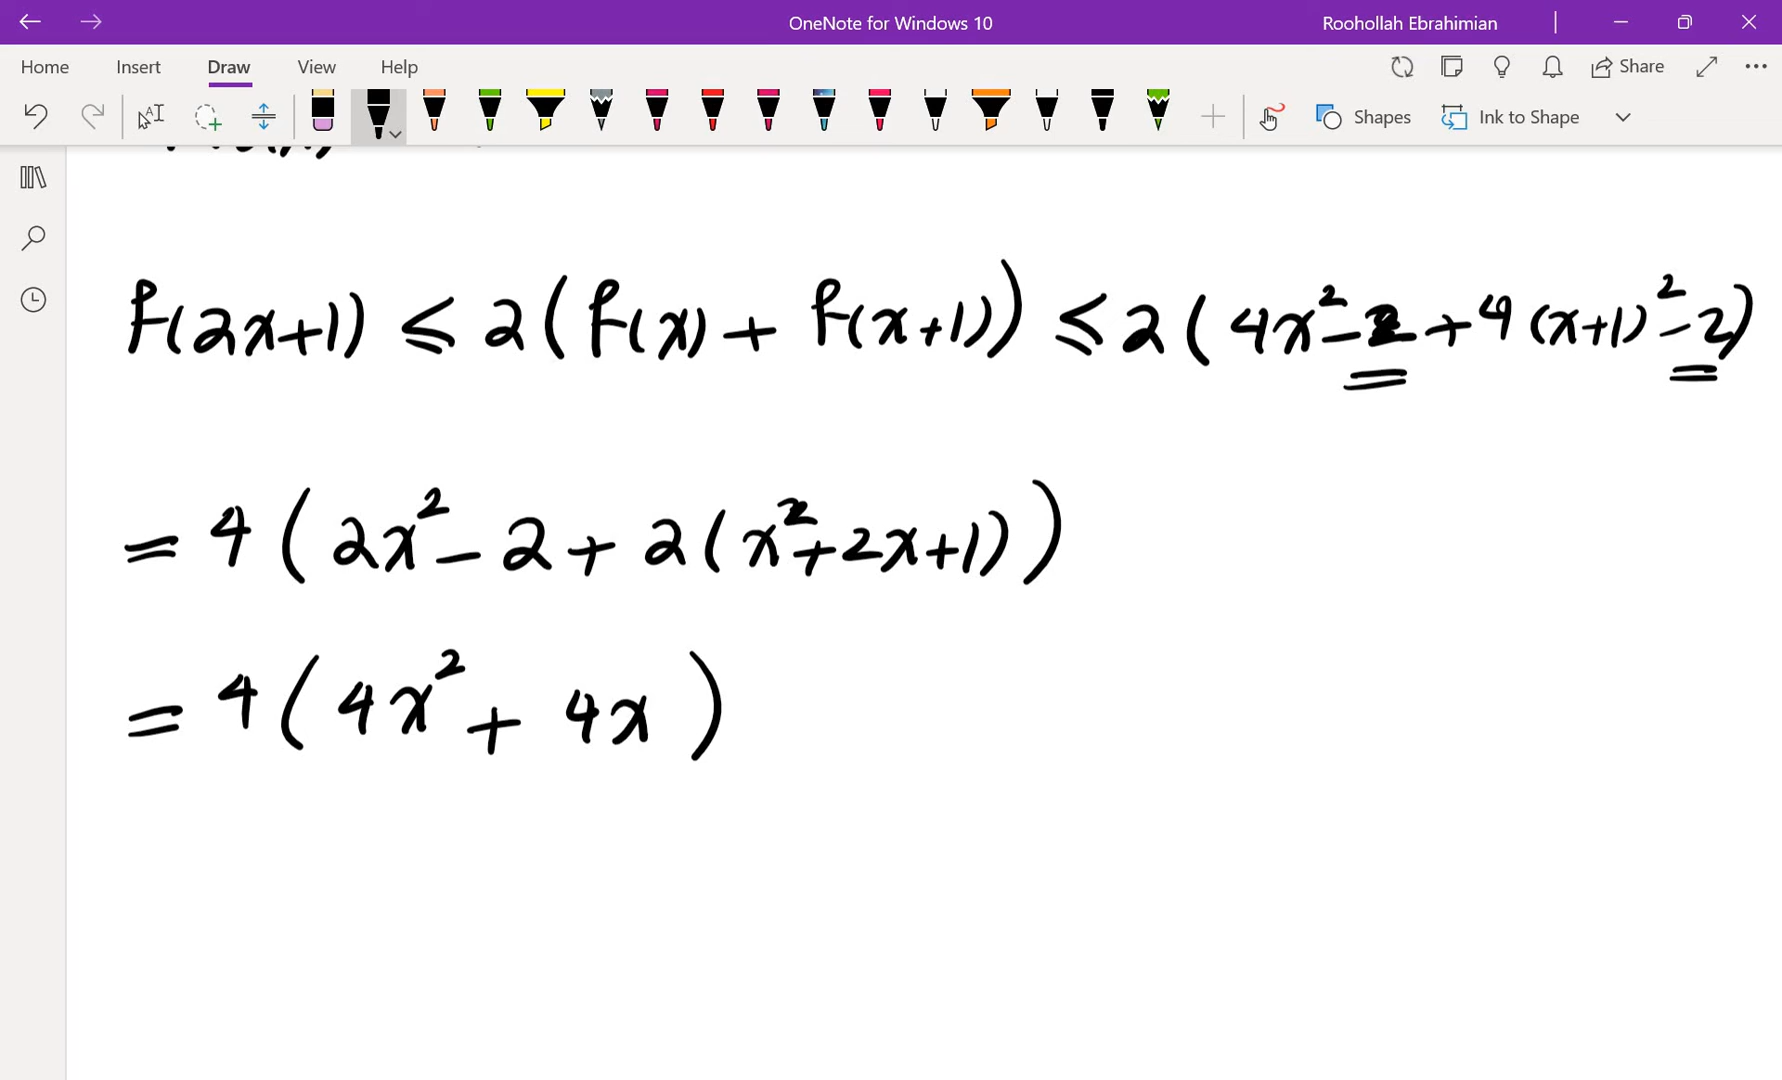 OneNote for Windows 10
Roohollah Ebrahimian
Home Insert Draw View Help
Share
Shapes
Ink to Shape
f(2x+1) ≤ 2(f(x) + f(x+1)) ≤ 2(4x²-2+4(x+1)²-2)
= 4(2x²-2+2(x²+2x+1))
= 4(4x²+4x)